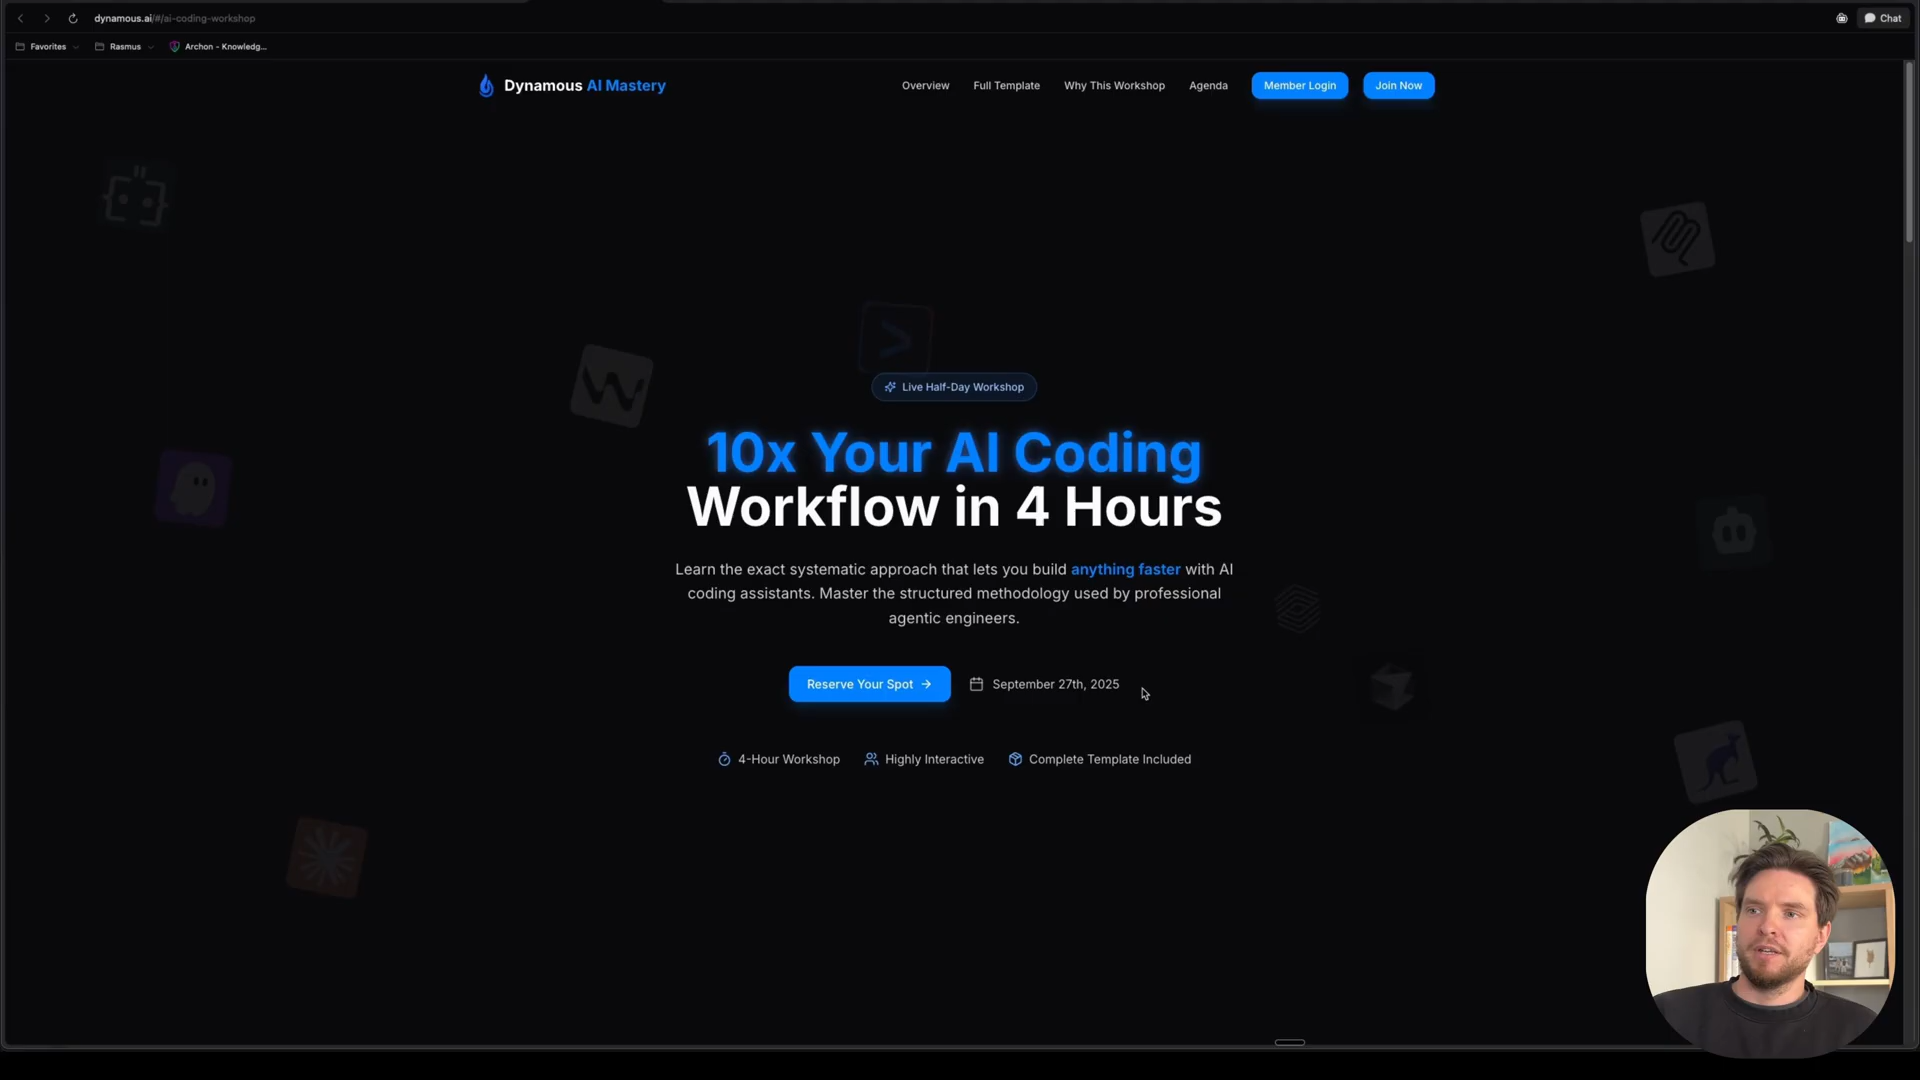 dynamous.ai/#/ai-coding-workshop
Chat
Favorites
Rasmus
Archon - Knowledg...
Dynamous AI Mastery
Overview
Full Template
Why This Workshop
Agenda
Member Login
Join Now
Live Half-Day Workshop
10x Your AI Coding
Workflow in 4 Hours
Learn the exact systematic approach that lets you build anything faster with AI
coding assistants. Master the structured methodology used by professional
agentic engineers.
Reserve Your Spot →
September 27th, 2025
4-Hour Workshop
Highly Interactive
Complete Template Included